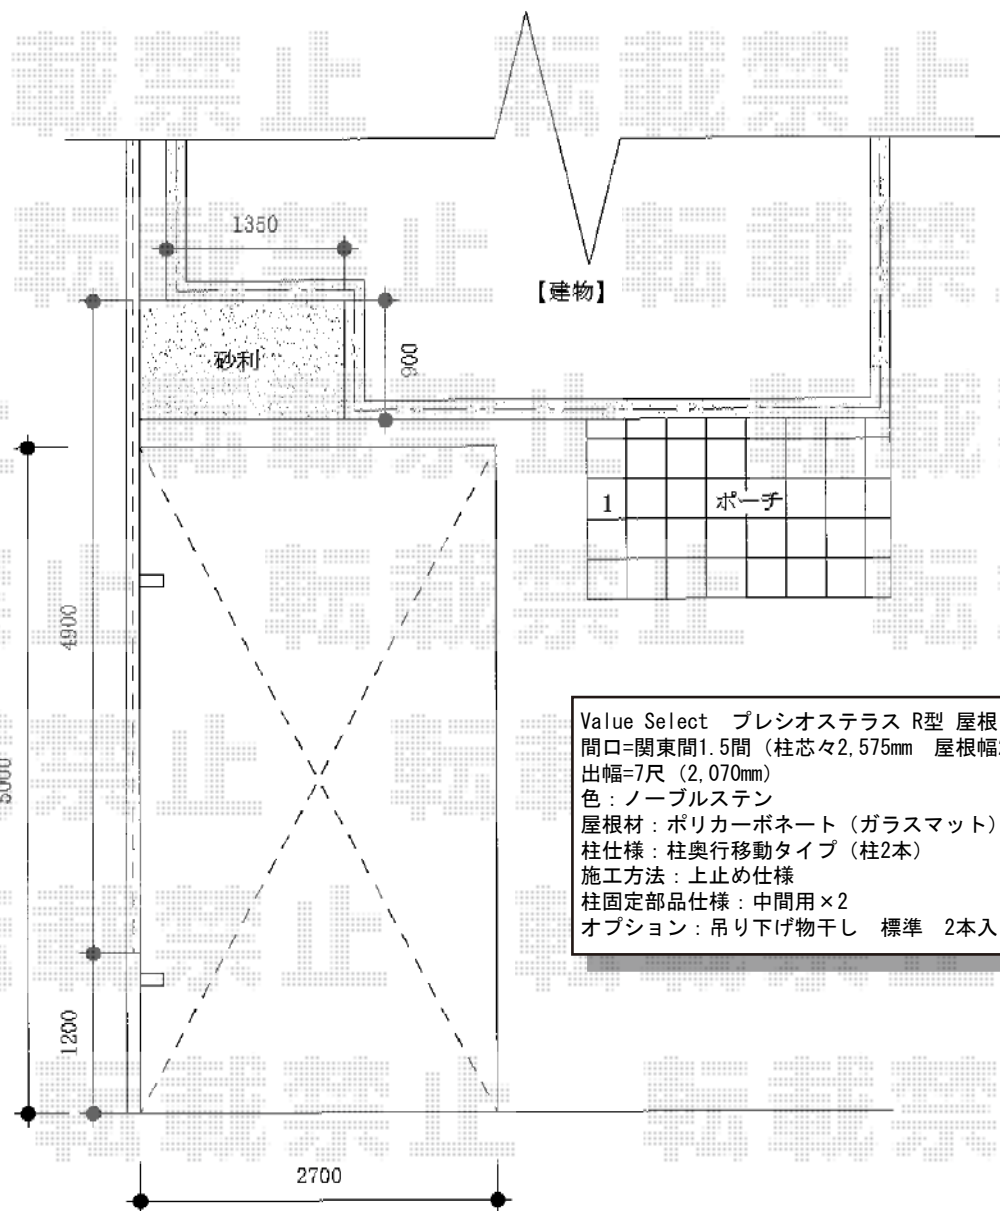 1350
【建物】
砂利
900
1
ポーチ
4900
5000
Value Select プレシオステラス R型 屋根
間口=関東間1.5間（柱芯々2,575mm 屋根幅
出幅=7尺（2,070mm）
色：ノーブルステン
屋根材：ポリカーボネート（ガラスマット）
柱仕様：柱奥行移動タイプ（柱2本）
施工方法：上止め仕様
柱固定部品仕様：中間用×2
オプション：吊り下げ物干し 標準 2本入
1200
2700
転載禁止